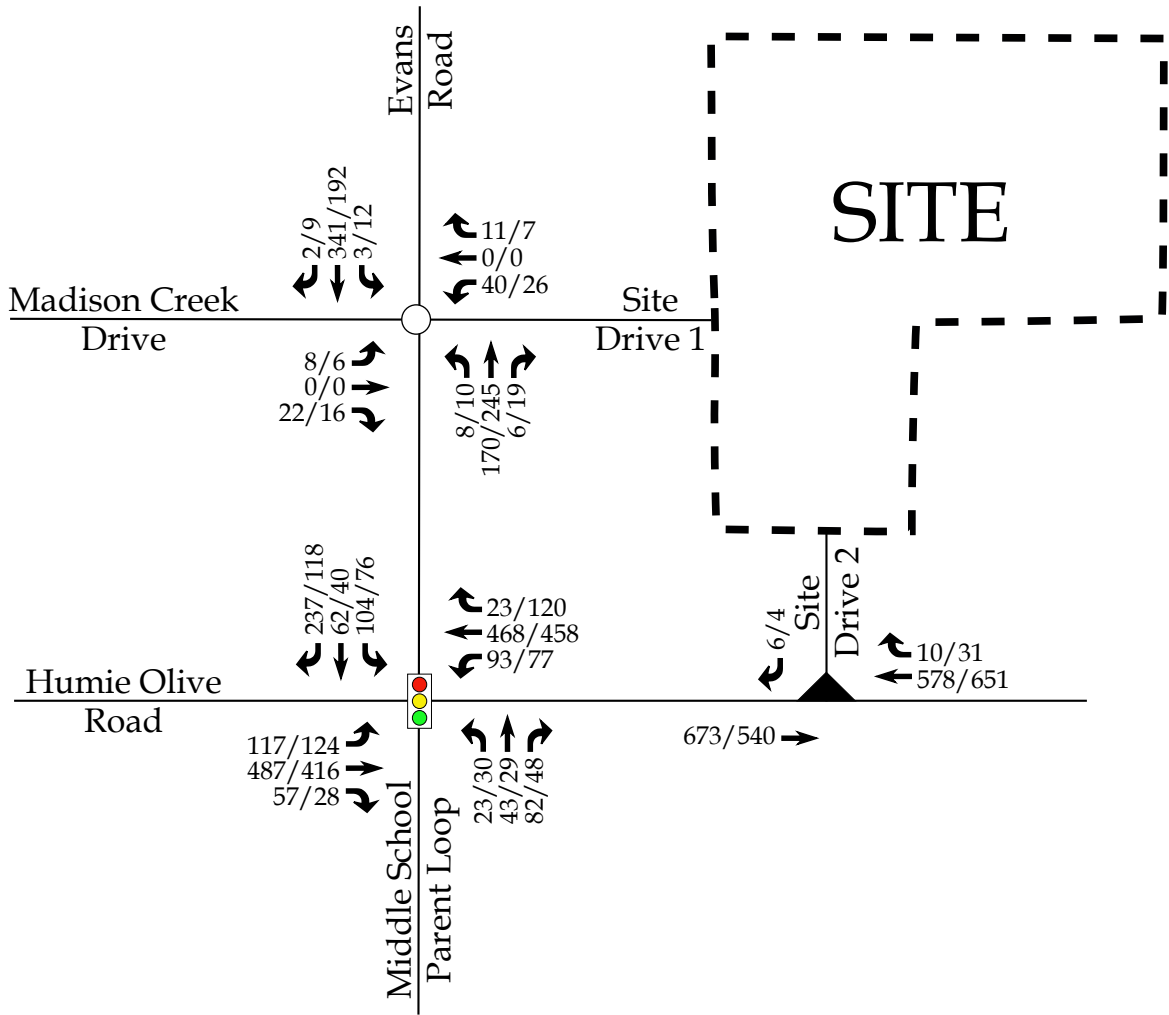 Evans
Road
2/9
341/192
3/12
11/7
0/0
40/26
SITE
Madison Creek
Drive
Site
Drive 1
8/6
0/0
22/16
8/10
170/245
6/19
237/118
62/40
104/76
23/120
468/458
93/77
6/4
Site
Drive 2
10/31
578/651
Humie Olive
Road
117/124
487/416
57/28
23/30
43/29
82/48
673/540
Middle School
Parent Loop